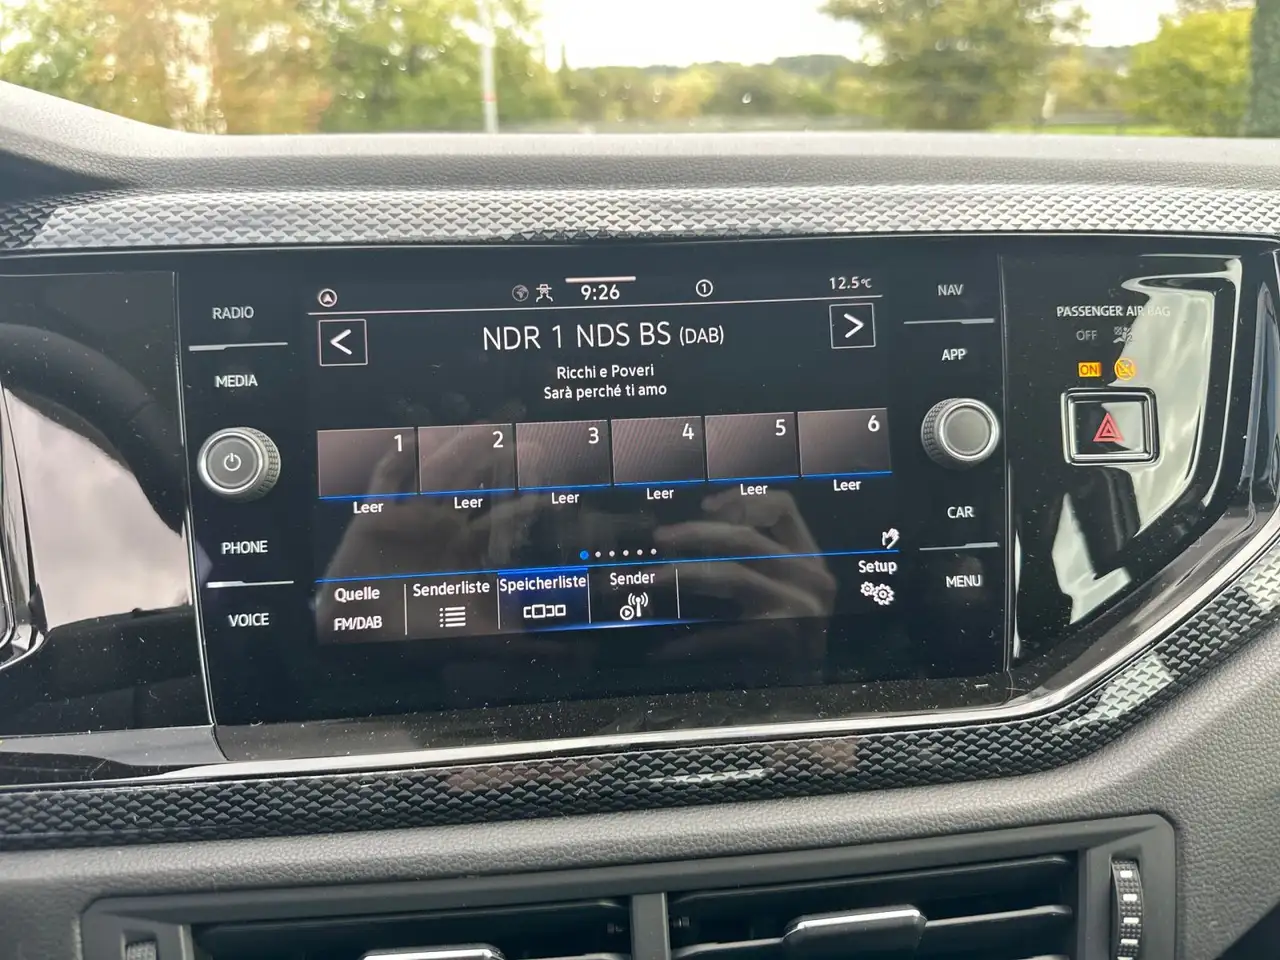 RADIO
MEDIA
PHONE
VOICE
9:26
1
12.5°C
<
NDR 1 NDS BS (DAB)
>
Ricchi e Poveri
Sarà perché ti amo
1 2 3 4 5 6
Leer Leer Leer Leer Leer Leer
Quelle
FM/DAB
Senderliste
Speicherliste
Sender
Setup
NAV
APP
CAR
MENU
PASSENGER AIR BAG
OFF
ON